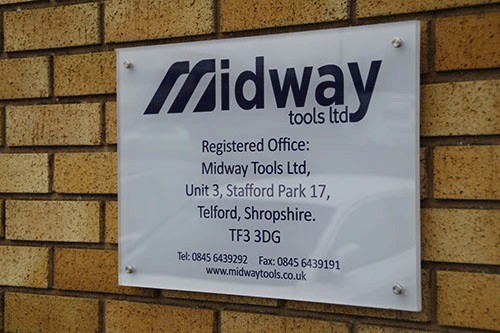 Midway
tools ltd
Registered Office:
Midway Tools Ltd,
Unit 3, Stafford Park 17,
Telford, Shropshire.
TF3 3DG
Tel: 0845 6439292 Fax: 0845 6439191
www.midwaytools.co.uk